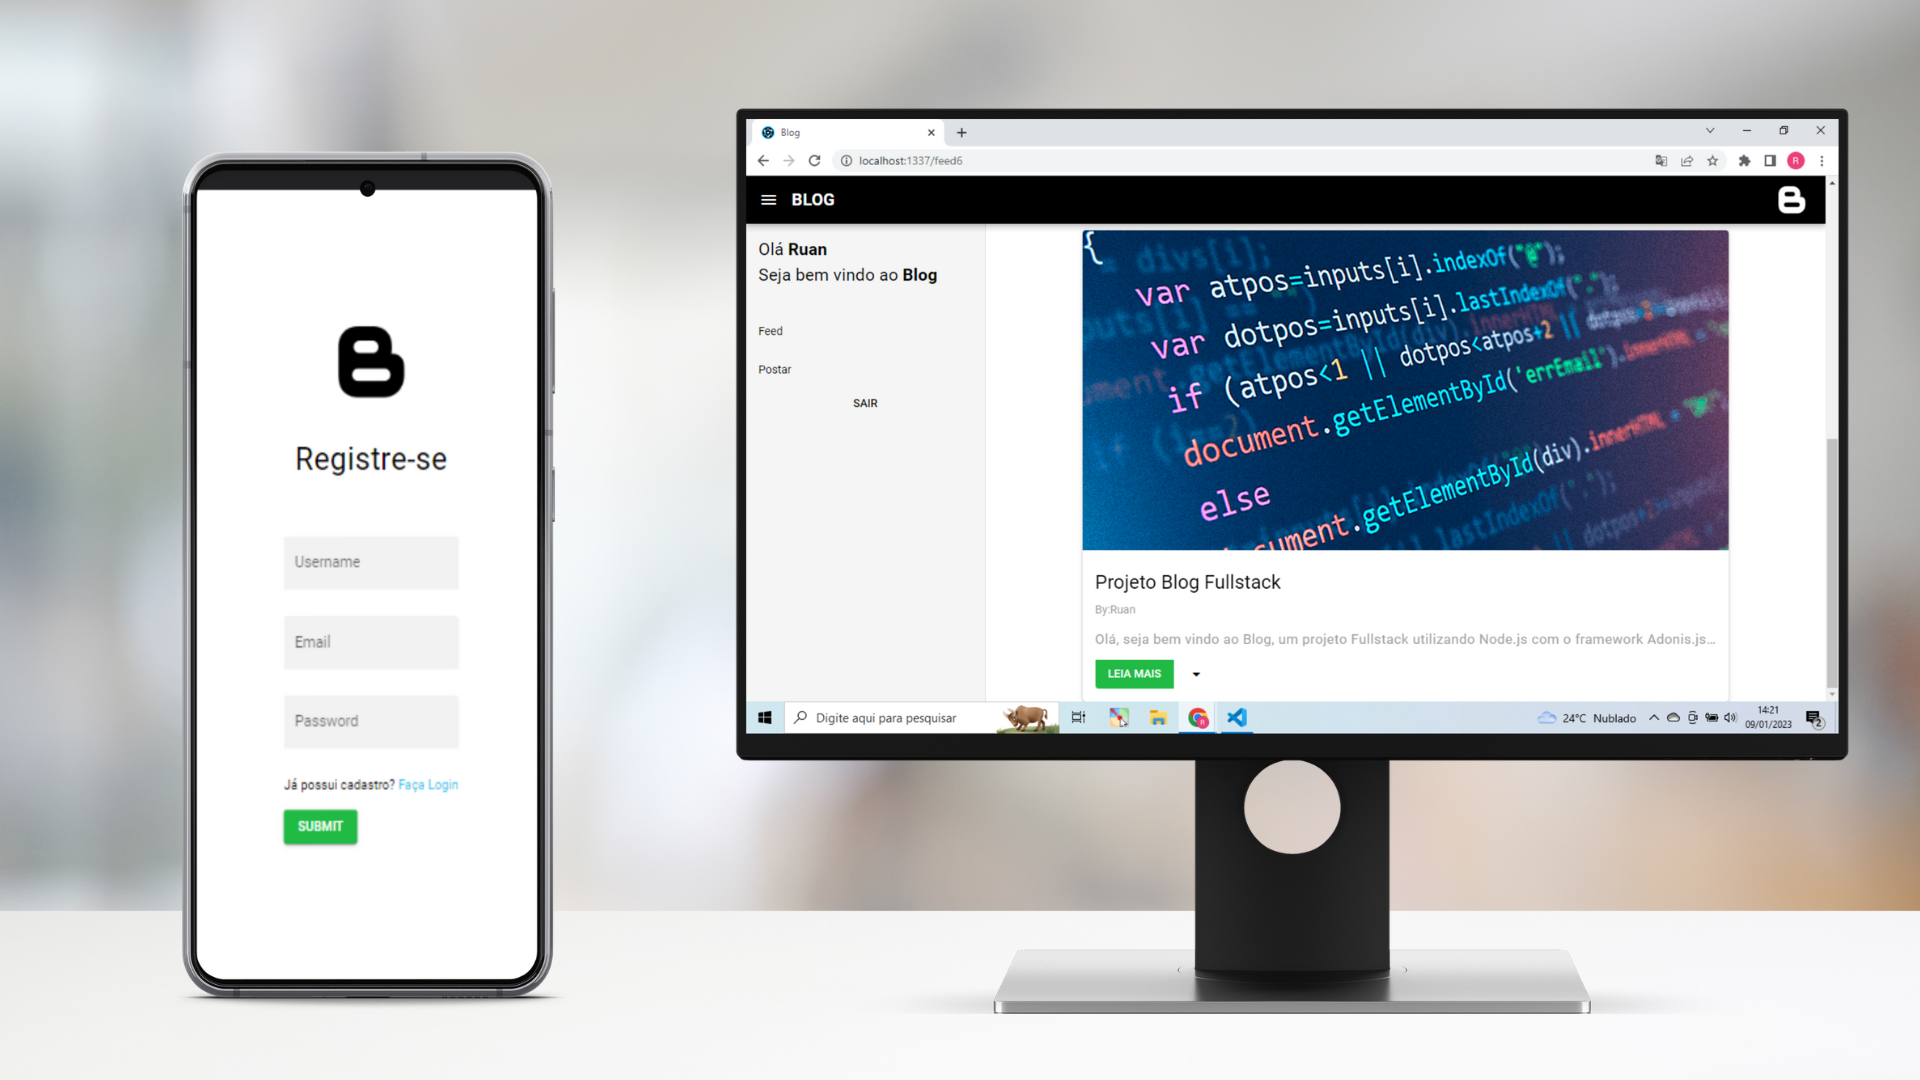 Registre-se
Username
Email
Password
Já possui cadastro? Faça Login
SUBMIT
Blog
localhost:1337/feed6
R
BLOG
Olá Ruan
Seja bem vindo ao Blog
Feed
Postar
SAIR
{
var atpos=inputs[i].indexOf("@");
var dotpos=inputs[i].lastIndexOf(".");
if (atpos<1 || dotpos<atpos+2 ||
document.getElementById('errEmail').innerHTML =
else
document.getElementById(div).innerHTML =
Projeto Blog Fullstack
By:Ruan
Olá, seja bem vindo ao Blog, um projeto Fullstack utilizando Node.js com o framework Adonis.js...
LEIA MAIS
Digite aqui para pesquisar
24°C Nublado
14:21
09/01/2023
2